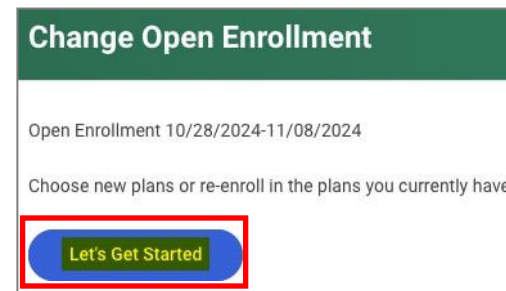 Change Open Enrollment
Open Enrollment 10/28/2024-11/08/2024
Choose new plans or re-enroll in the plans you currently have
Let's Get Started